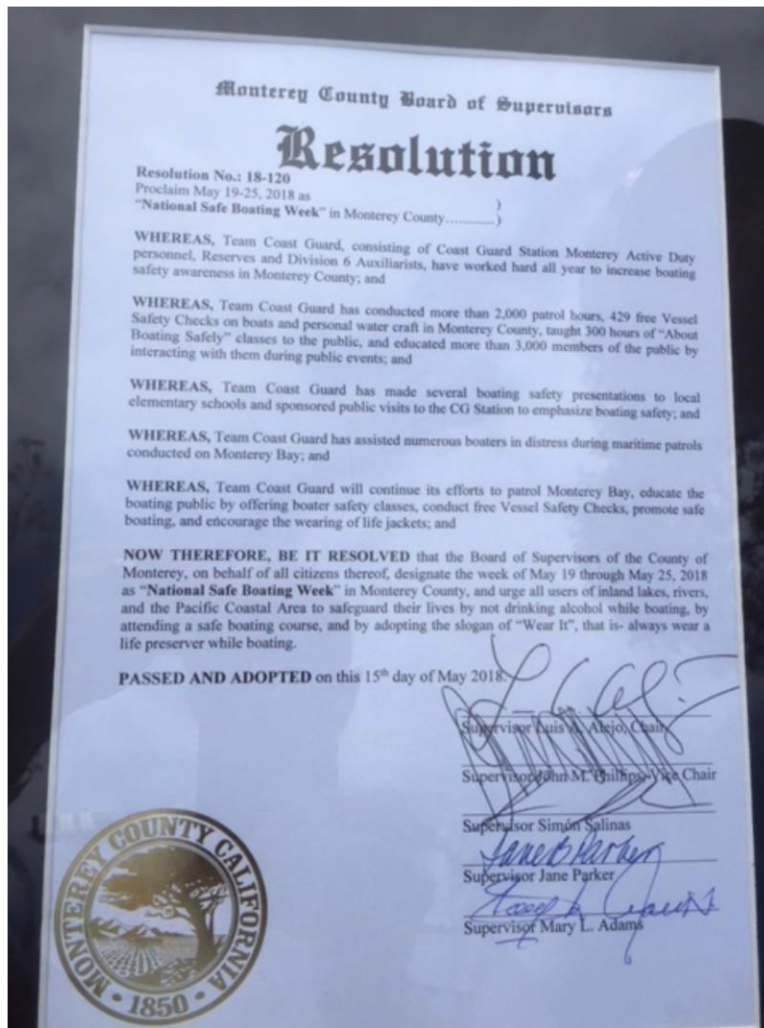 Monterey County Board of Supervisors
Resolution
Resolution No.: 18-120
Proclaim May 19-25, 2018 as )
"National Safe Boating Week" in Monterey County............ )
WHEREAS, Team Coast Guard, consisting of Coast Guard Station Monterey Active Duty
personnel, Reserves and Division 6 Auxiliarists, have worked hard all year to increase boating
safety awareness in Monterey County; and
WHEREAS, Team Coast Guard has conducted more than 2,000 patrol hours, 429 free Vessel
Safety Checks on boats and personal water craft in Monterey County, taught 300 hours of "About
Boating Safely" classes to the public, and educated more than 3,000 members of the public by
interacting with them during public events; and
WHEREAS, Team Coast Guard has made several boating safety presentations to local
elementary schools and sponsored public visits to the CG Station to emphasize boating safety; and
WHEREAS, Team Coast Guard has assisted numerous boaters in distress during maritime patrols
conducted on Monterey Bay; and
WHEREAS, Team Coast Guard will continue its efforts to patrol Monterey Bay, educate the
boating public by offering boater safety classes, conduct free Vessel Safety Checks, promote safe
boating, and encourage the wearing of life jackets; and
NOW THEREFORE, BE IT RESOLVED that the Board of Supervisors of the County of
Monterey, on behalf of all citizens thereof, designate the week of May 19 through May 25, 2018
as "National Safe Boating Week" in Monterey County, and urge all users of inland lakes, rivers,
and the Pacific Coastal Area to safeguard their lives by not drinking alcohol while boating, by
attending a safe boating course, and by adopting the slogan of "Wear It", that is- always wear a
life preserver while boating.
PASSED AND ADOPTED on this 15th day of May 2018.
Supervisor Luis A. Alejo, Chair
Supervisor John M. Phillips, Vice Chair
Supervisor Simón Salinas
Jane B Parker
Supervisor Jane Parker
Supervisor Mary L. Adams
MONTEREY COUNTY CALIFORNIA
1850